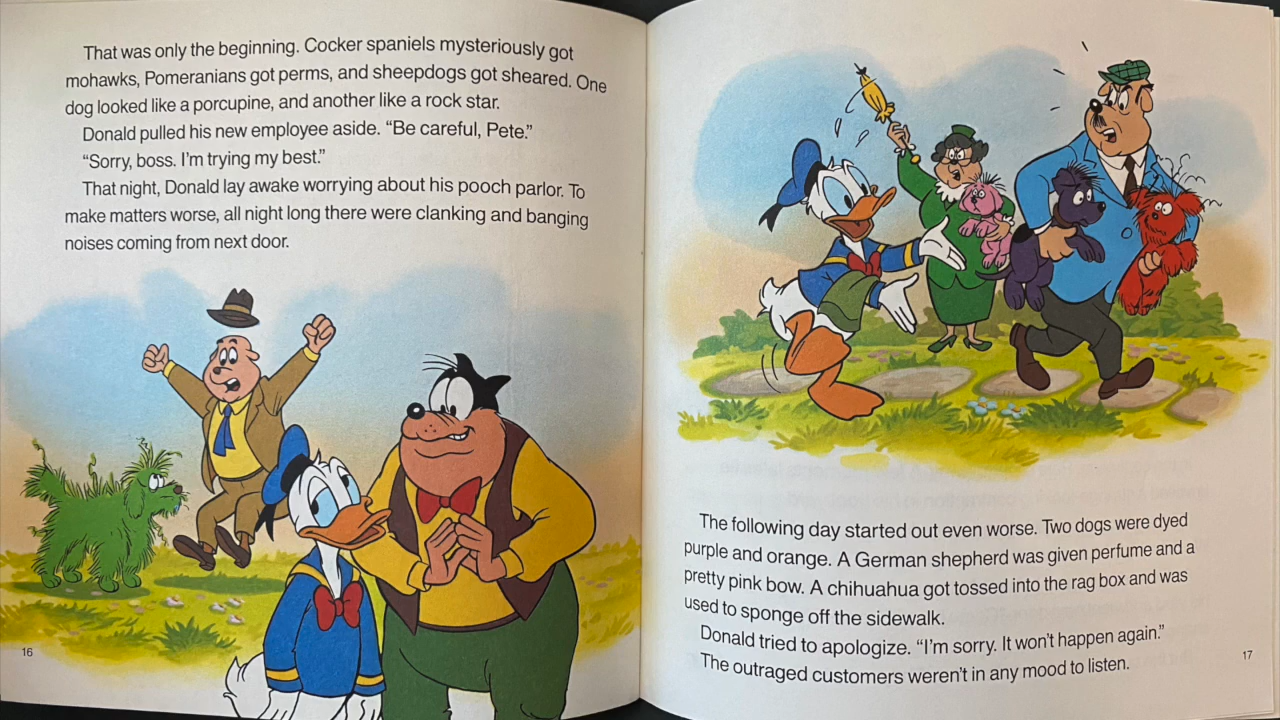 That was only the beginning. Cocker spaniels mysteriously got
mohawks, Pomeranians got perms, and sheepdogs got sheared. One
dog looked like a porcupine, and another like a rock star.
Donald pulled his new employee aside. “Be careful, Pete.”
“Sorry, boss. I’m trying my best.”
That night, Donald lay awake worrying about his pooch parlor. To
make matters worse, all night long there were clanking and banging
noises coming from next door.
16
The following day started out even worse. Two dogs were dyed
purple and orange. A German shepherd was given perfume and a
pretty pink bow. A chihuahua got tossed into the rag box and was
used to sponge off the sidewalk.
Donald tried to apologize. “I’m sorry. It won’t happen again.”
The outraged customers weren’t in any mood to listen.
17